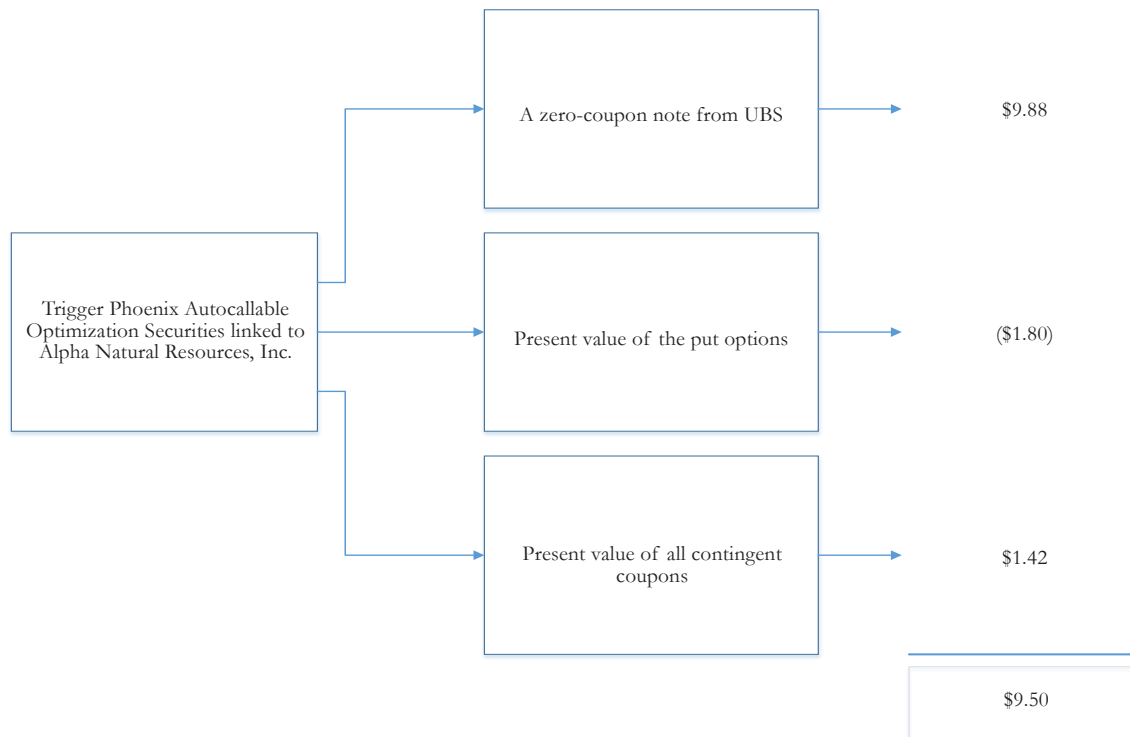 A zero-coupon note from UBS
$9.88
Trigger Phoenix Autocallable
Optimization Securities linked to
Alpha Natural Resources, Inc.
Present value of the put options
($1.80)
Present value of all contingent
coupons
$1.42
$9.50